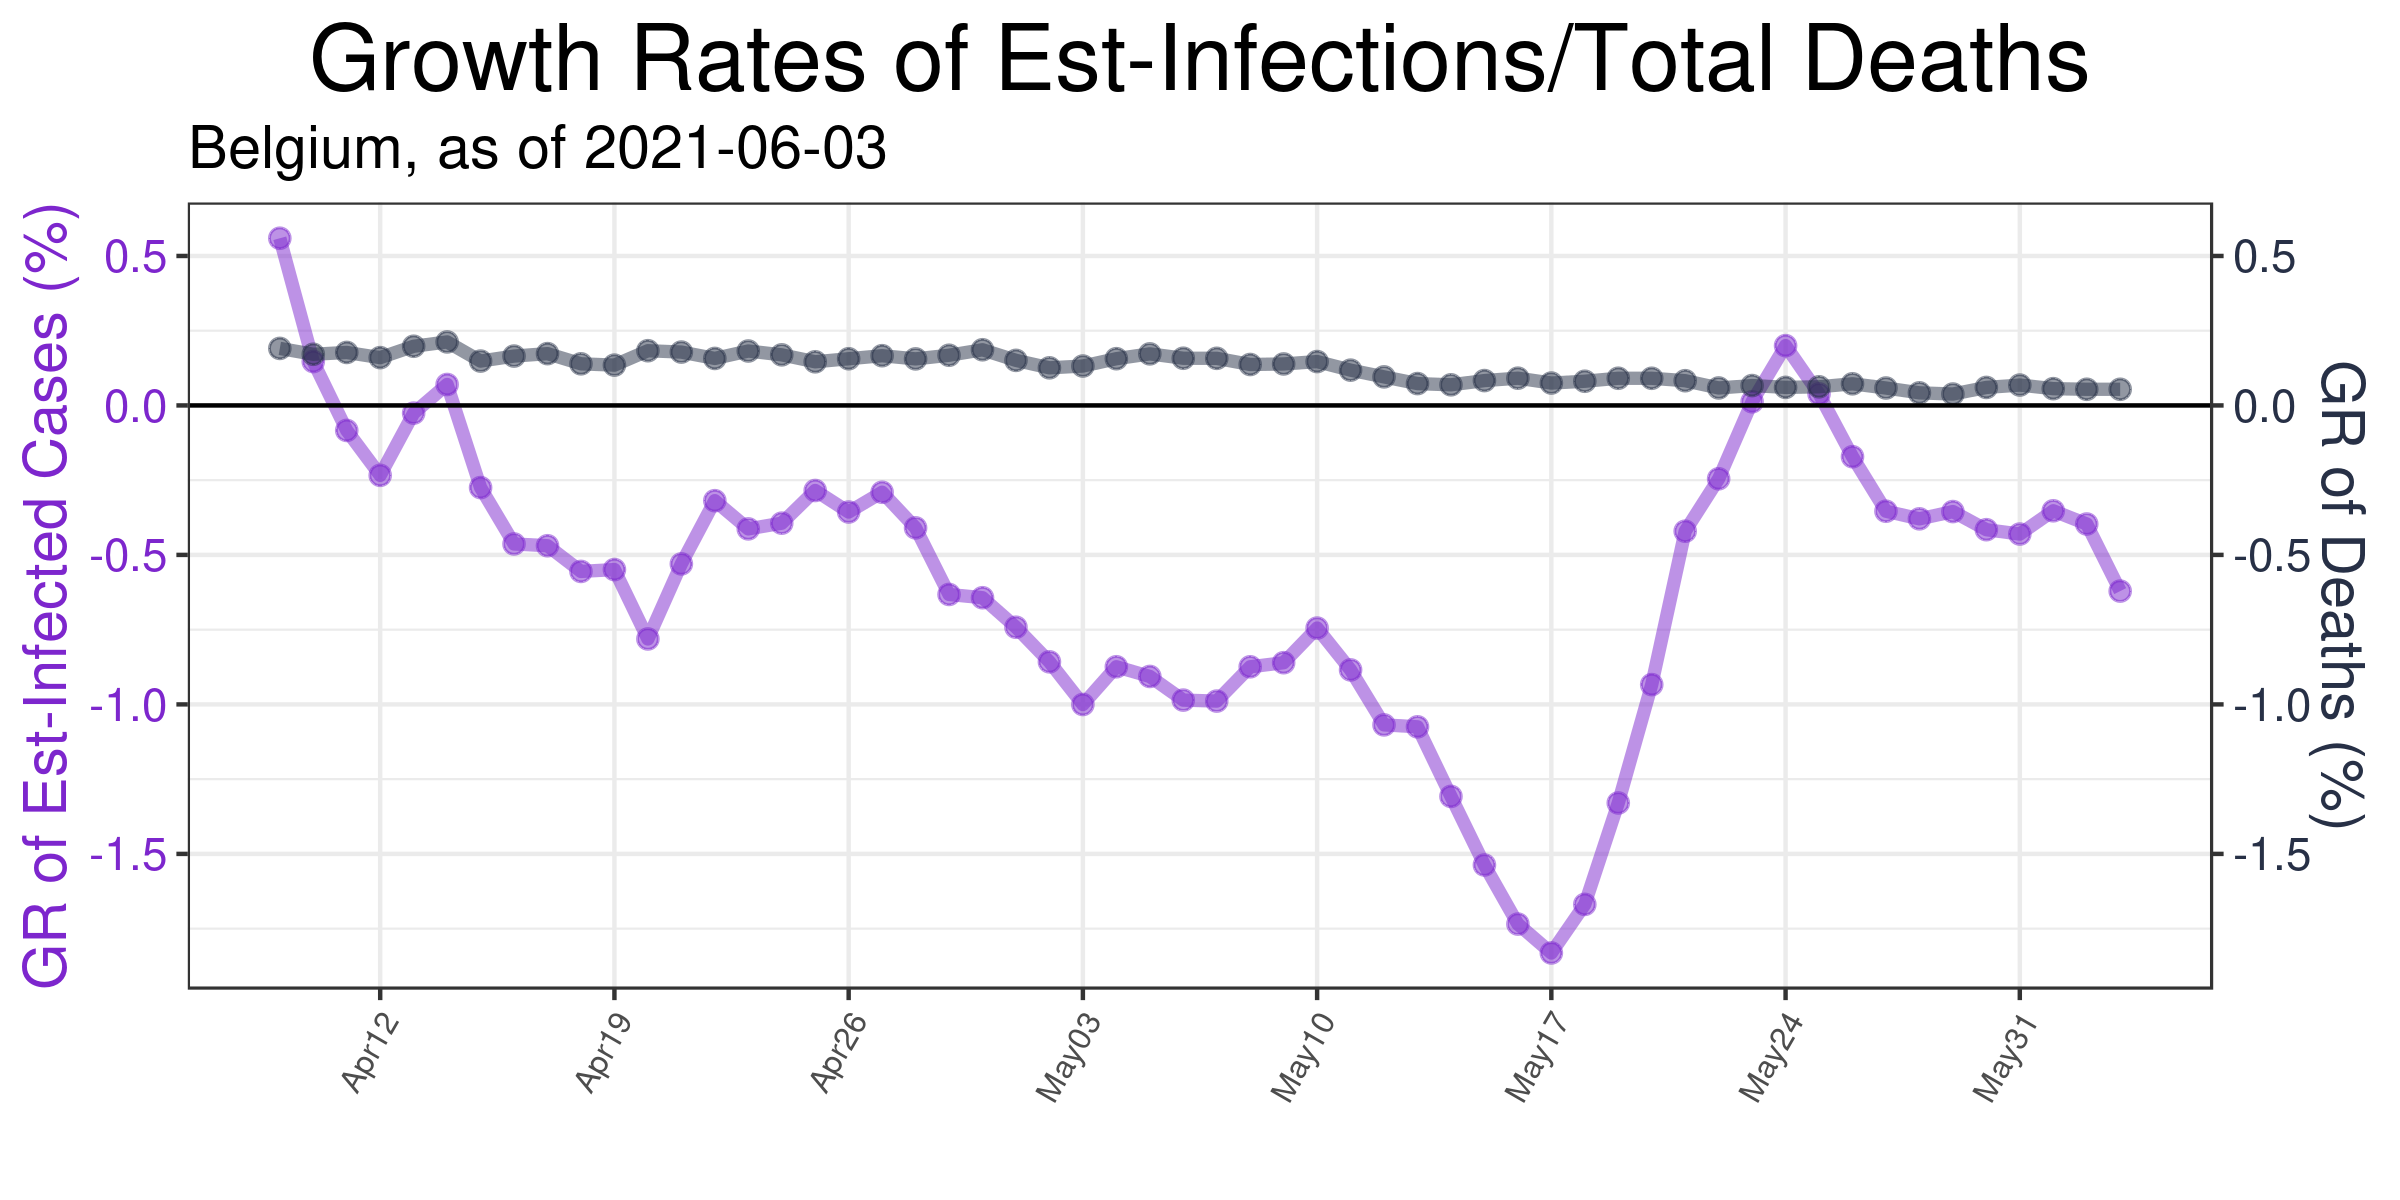 Growth Rates of Est-Infections/Total Deaths
Belgium, as of 2021-06-03
GR of Est-Infected Cases (%)
0.5
0.0
-0.5
-1.0
-1.5
0.5
0.0
-0.5
-1.0
-1.5
GR of Deaths (%)
Apr12
Apr19
Apr26
May03
May10
May17
May24
May31